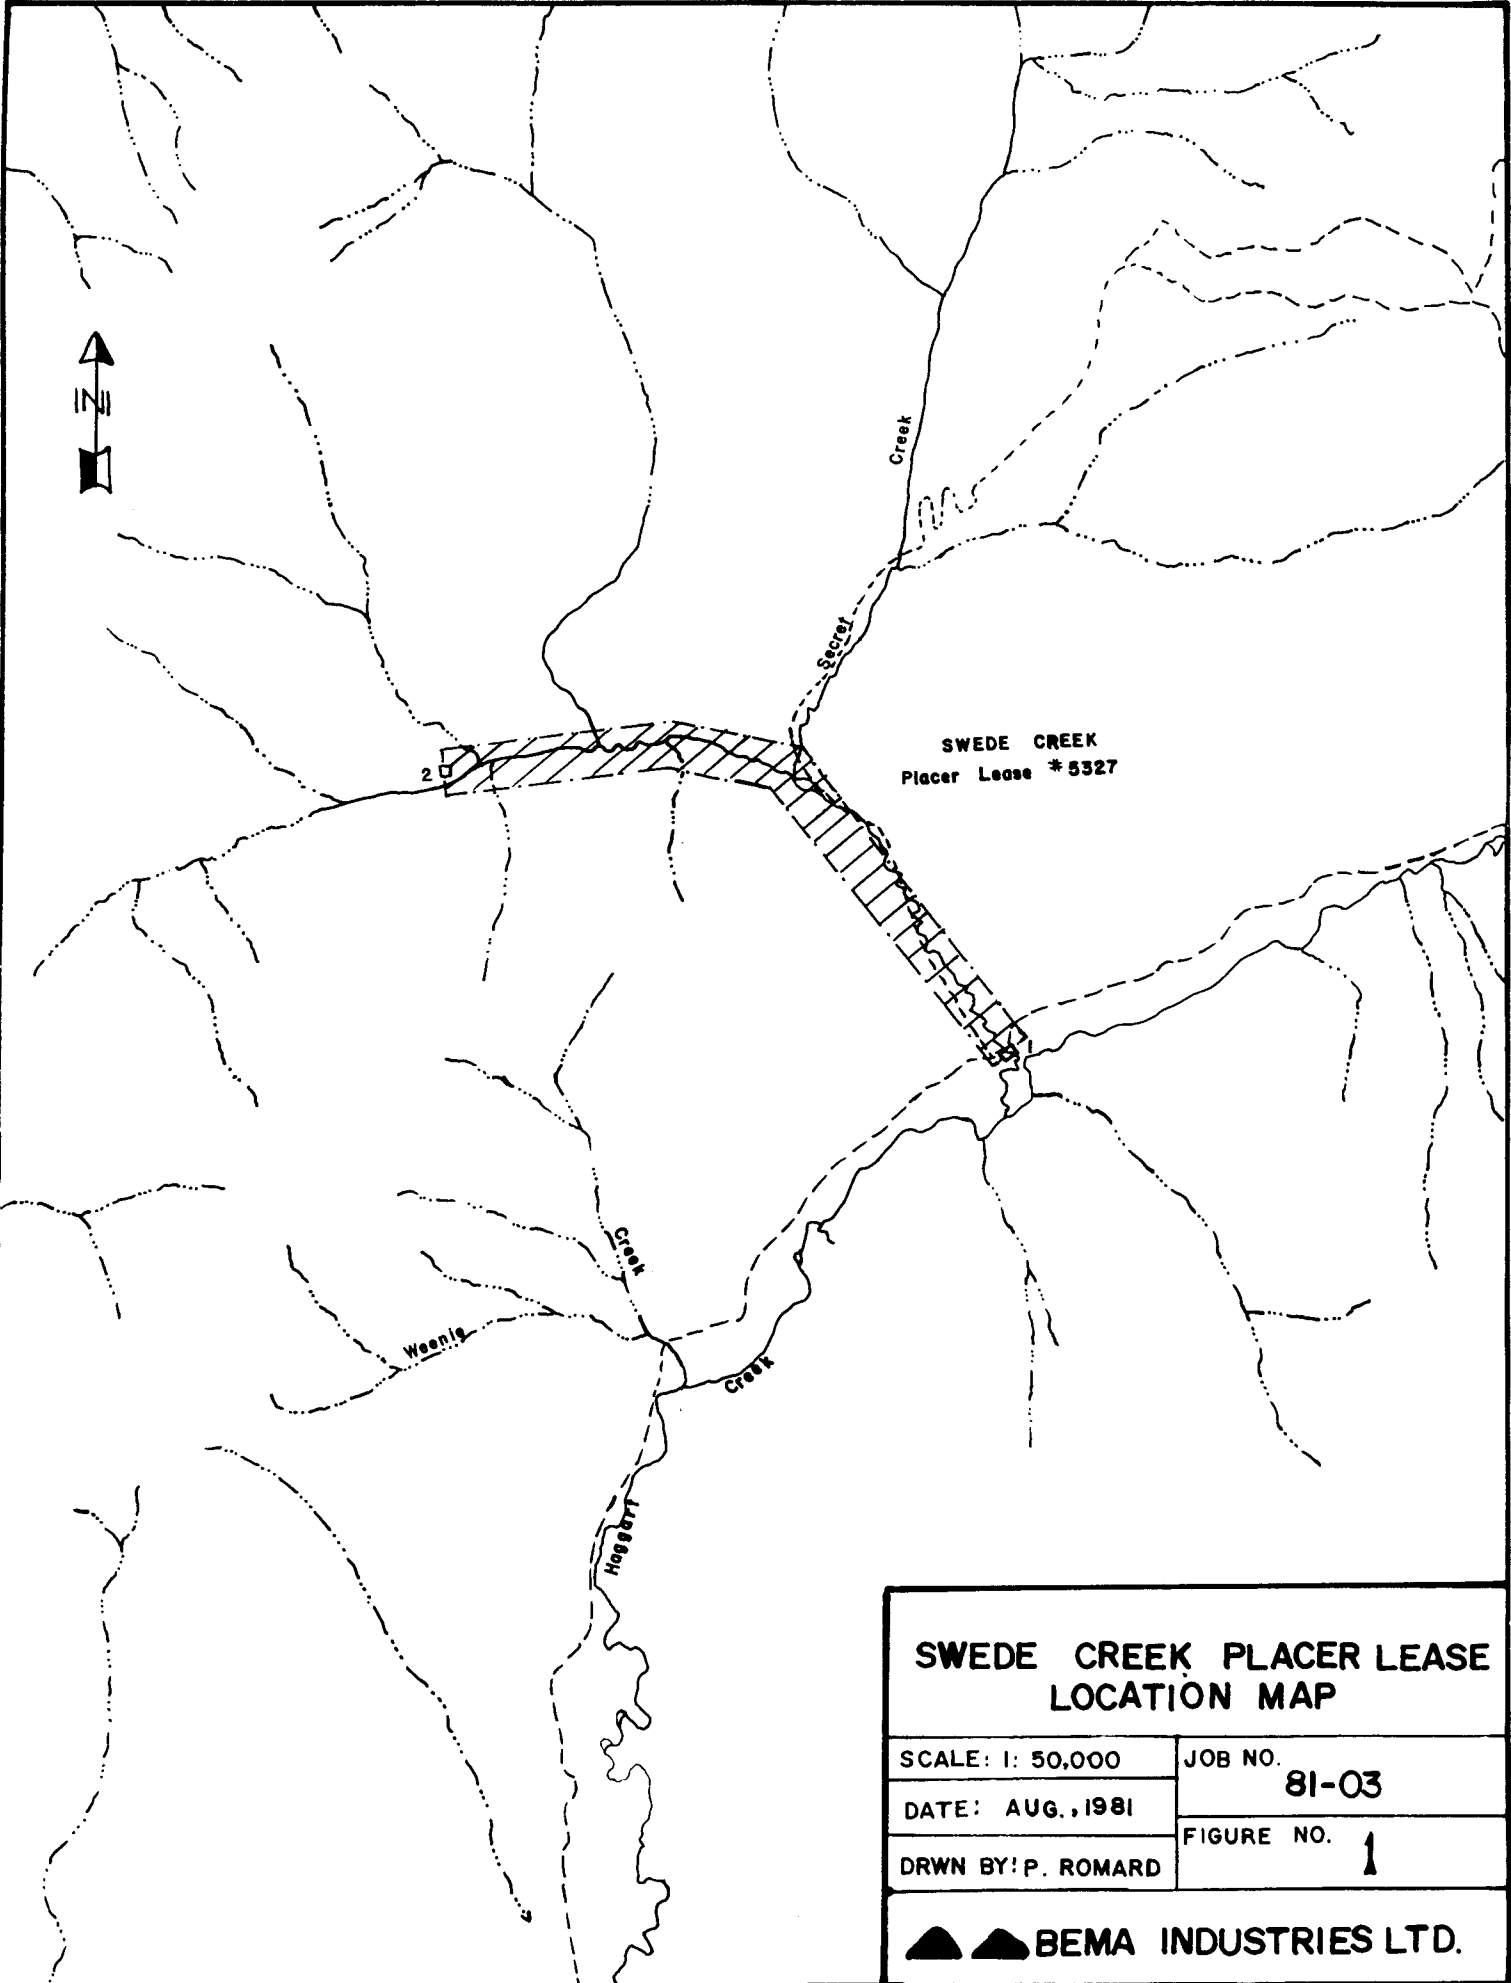 N
Creek
Secret
SWEDE CREEK
Placer Lease #5327
2
Creek
Weenie
Creek
Haggart
SWEDE CREEK PLACER LEASE
LOCATION MAP
SCALE: 1: 50,000
JOB NO.
81-03
DATE: AUG., 1981
FIGURE NO. 1
DRWN BY: P. ROMARD
BEMA INDUSTRIES LTD.